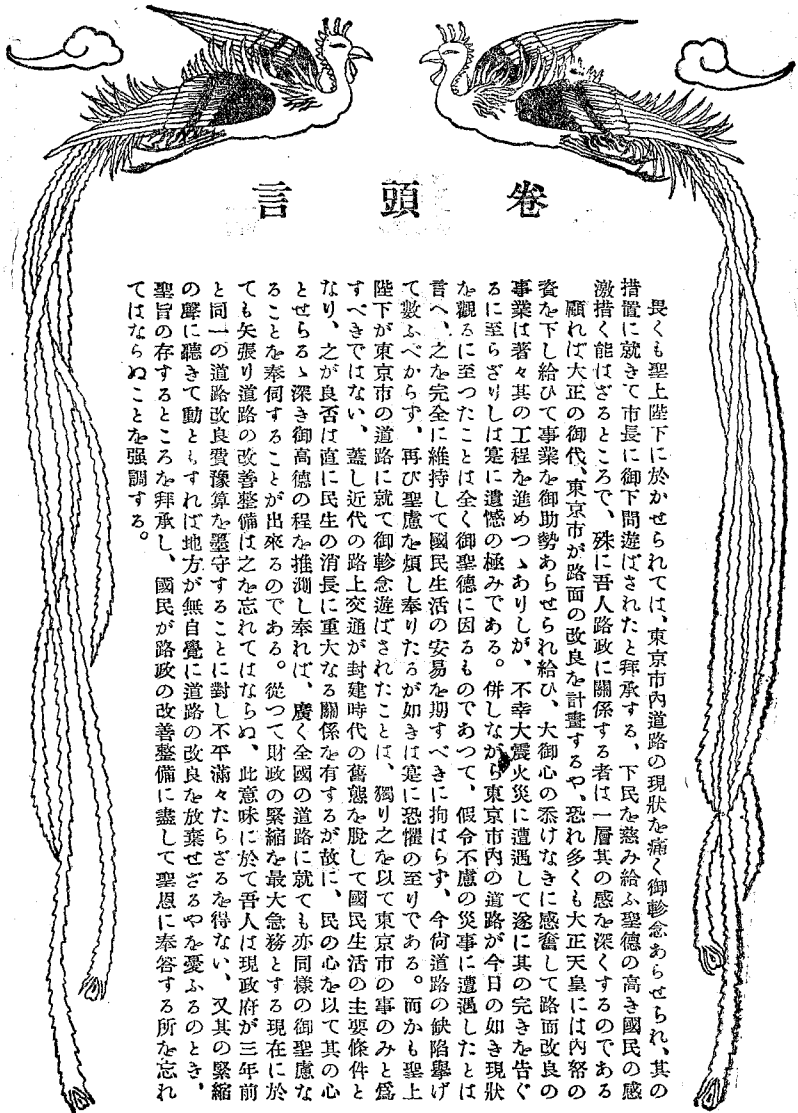 卷頭言
畏くも聖上陛下に於かせられては、東京市內道路の現狀を痛く御軫念あらせられ、其の
措置に就きて市長に御下問遊ばされたと拜承する、下民を慈み給ふ聖德の高き國民の感
激措く能はざるところで、殊に吾人路政に關係する者は一層其の感を深くするのである
顧れば大正の御代、東京市が路面の改良を計畫するや、恐れ多くも大正天皇には內帑の
資を下し給ひて事業を御助勢あらせられ給ひ、大御心の忝けなきに感奮して路面改良の
事業は著々其の工程を進めつゝありしが、不幸大震火災に遭遇して遂に其の完きを吿ぐ
るに至らざりしは寔に遺憾の極みである。併しながら東京市內の道路が今日の如き現狀
を觀るに至つたことは全く御聖德に因るものであつて、假令不慮の災事に遭遇したとは
言へ、之を完全に維持して國民生活の安易を期すべきに拘はらず、今尙道路の缺陷擧げ
て數ふべからず、再び聖慮を煩し奉りたるが如きは寔に恐懼の至りである。而かも聖上
陛下が東京市の道路に就て御軫念遊ばされたことは、獨り之を以て東京市の事のみと爲
すべきではない、蓋し近代の路上交通が封建時代の舊態を脫して國民生活の主要條件と
なり、之が良否は直に民生の消長に重大なる關係を有するが故に、民の心を以て其の心
とせらるゝ深き御高德の程を推測し奉れば、廣く全國の道路に就ても亦同樣の御聖慮な
ることを奉伺することが出來るのである。從つて財政の緊縮を最大急務とする現在に於
ても矢張り道路の改善整備は之を忘れてはならぬ、此意味に於て吾人は現政府が三年前
と同一の道路改良費豫算を墨守することに對し不平滿々たらざるを得ない、又其の緊縮
の聲に聽きて動ともすれば地方が無自覺に道路の改良を放棄せざるやを憂ふるのとき、
聖旨の存するところを拜承し、國民が路政の改善整備に盡して聖恩に奉答する所を忘れ
てはならぬことを强調する。